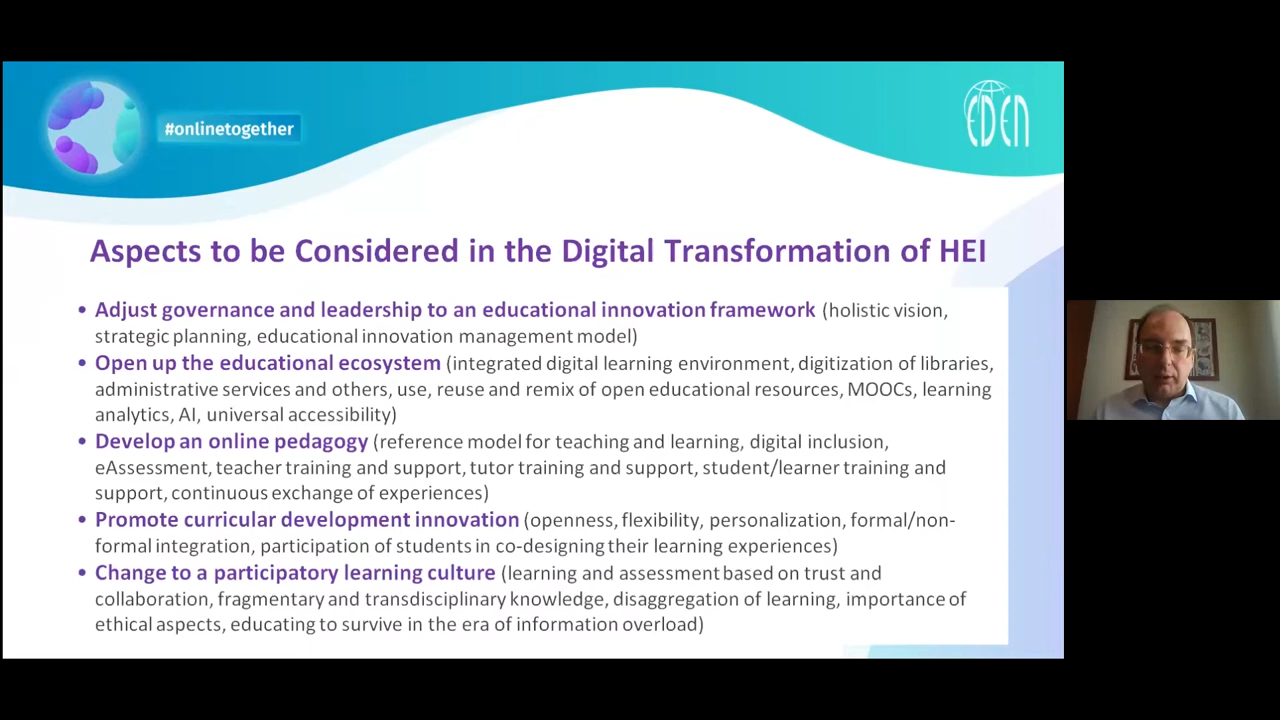 #onlinetogether
EDEN
Aspects to be Considered in the Digital Transformation of HEI
• Adjust governance and leadership to an educational innovation framework (holistic vision,
strategic planning, educational innovation management model)
• Open up the educational ecosystem (integrated digital learning environment, digitization of libraries,
administrative services and others, use, reuse and remix of open educational resources, MOOCs, learning
analytics, AI, universal accessibility)
• Develop an online pedagogy (reference model for teaching and learning, digital inclusion,
eAssessment, teacher training and support, tutor training and support, student/learner training and
support, continuous exchange of experiences)
• Promote curricular development innovation (openness, flexibility, personalization, formal/non-
formal integration, participation of students in co-designing their learning experiences)
• Change to a participatory learning culture (learning and assessment based on trust and
collaboration, fragmentary and transdisciplinary knowledge, disaggregation of learning, importance of
ethical aspects, educating to survive in the era of information overload)